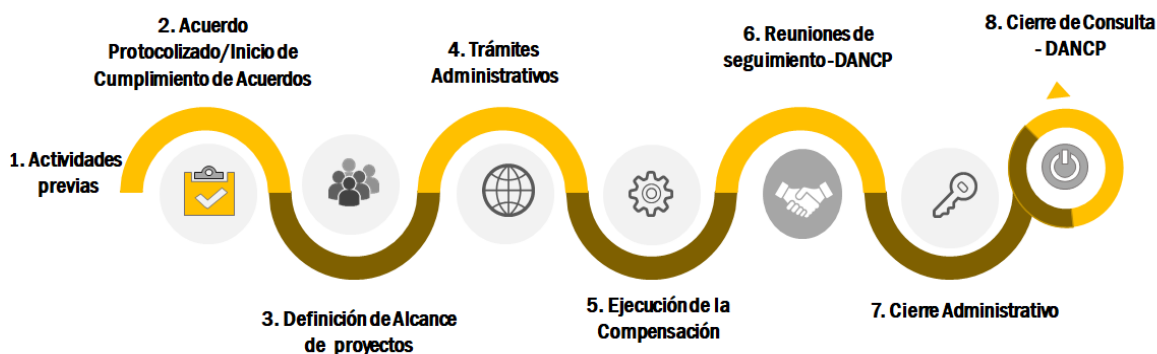 1. Actividades
previas
2. Acuerdo
Protocolizado/Inicio de
Cumplimiento de Acuerdos
3. Definición de Alcance
de proyectos
4. Trámites
Administrativos
5. Ejecución de la
Compensación
6. Reuniones de
seguimiento-DANCP
7. Cierre Administrativo
8. Cierre de Consulta
- DANCP